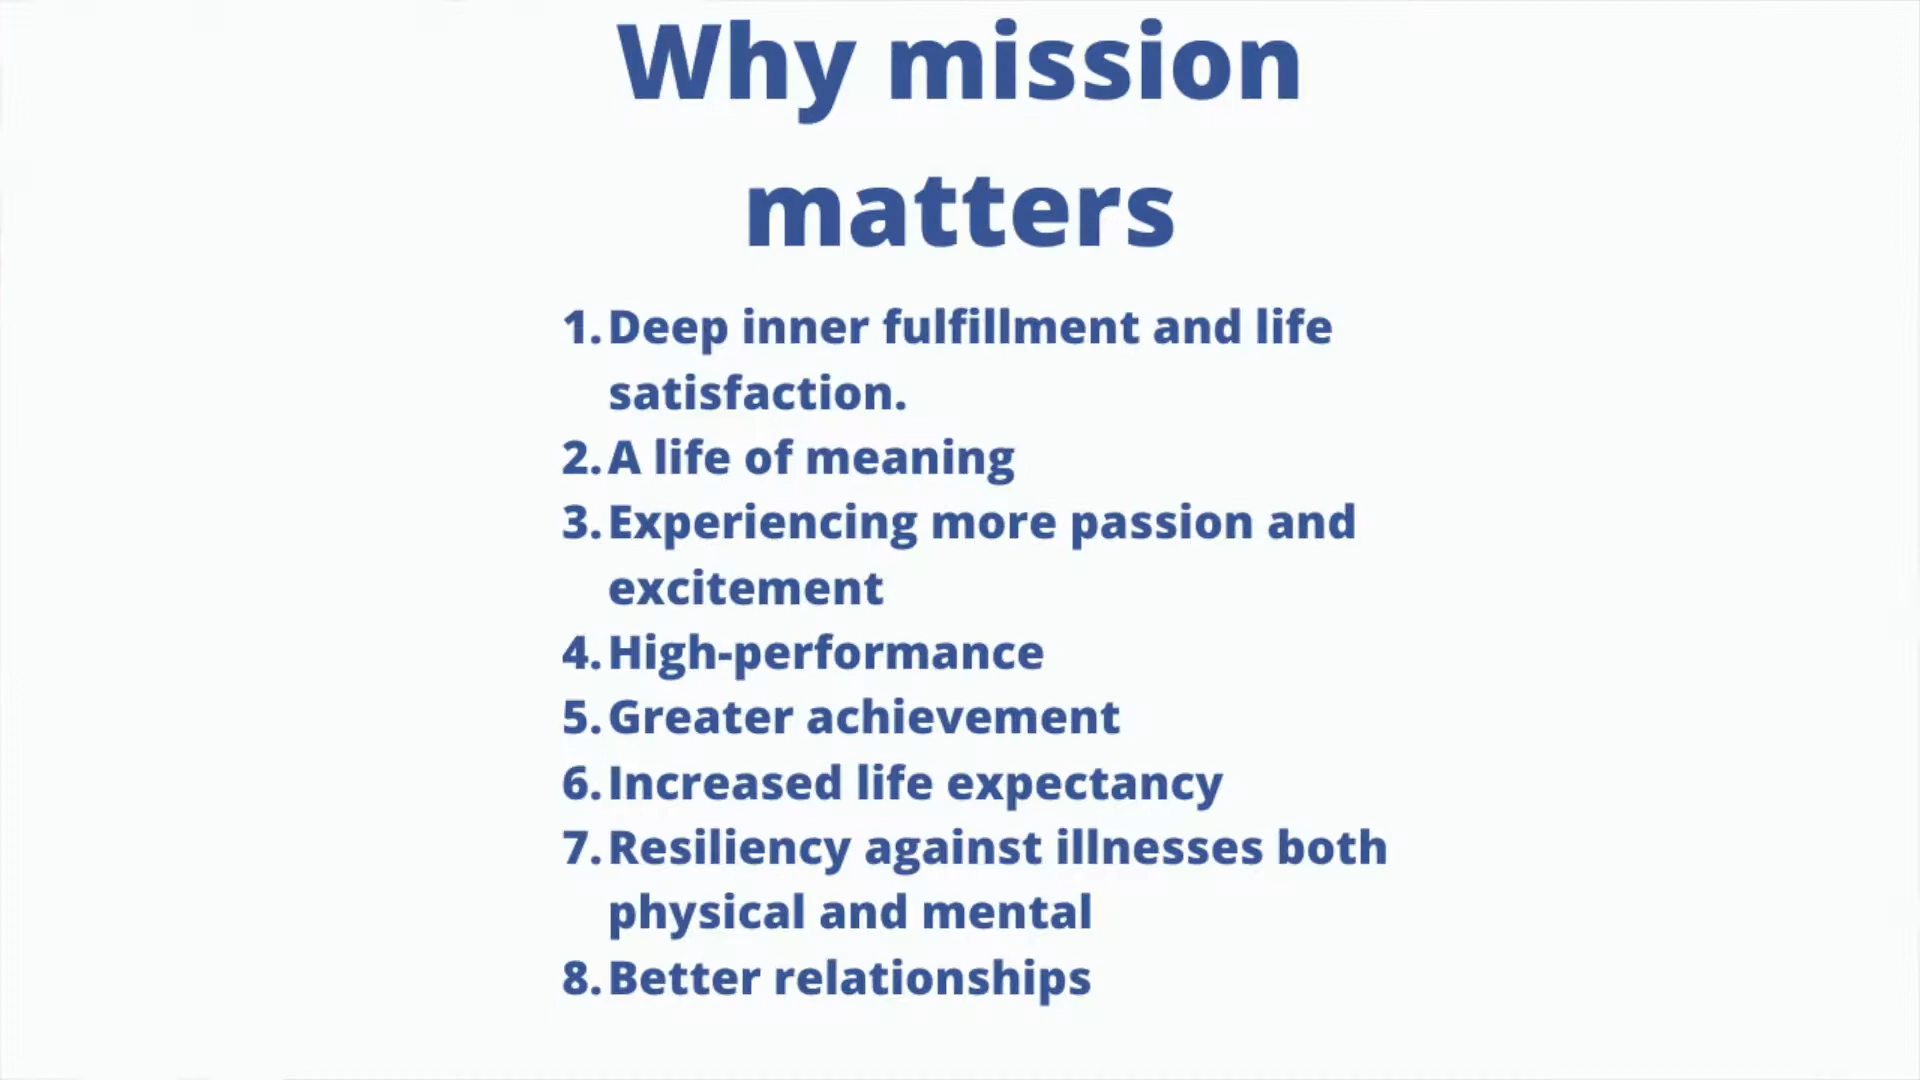 Why mission
matters
1. Deep inner fulfillment and life
satisfaction.
2. A life of meaning
3. Experiencing more passion and
excitement
4. High-performance
5. Greater achievement
6. Increased life expectancy
7. Resiliency against illnesses both
physical and mental
8. Better relationships